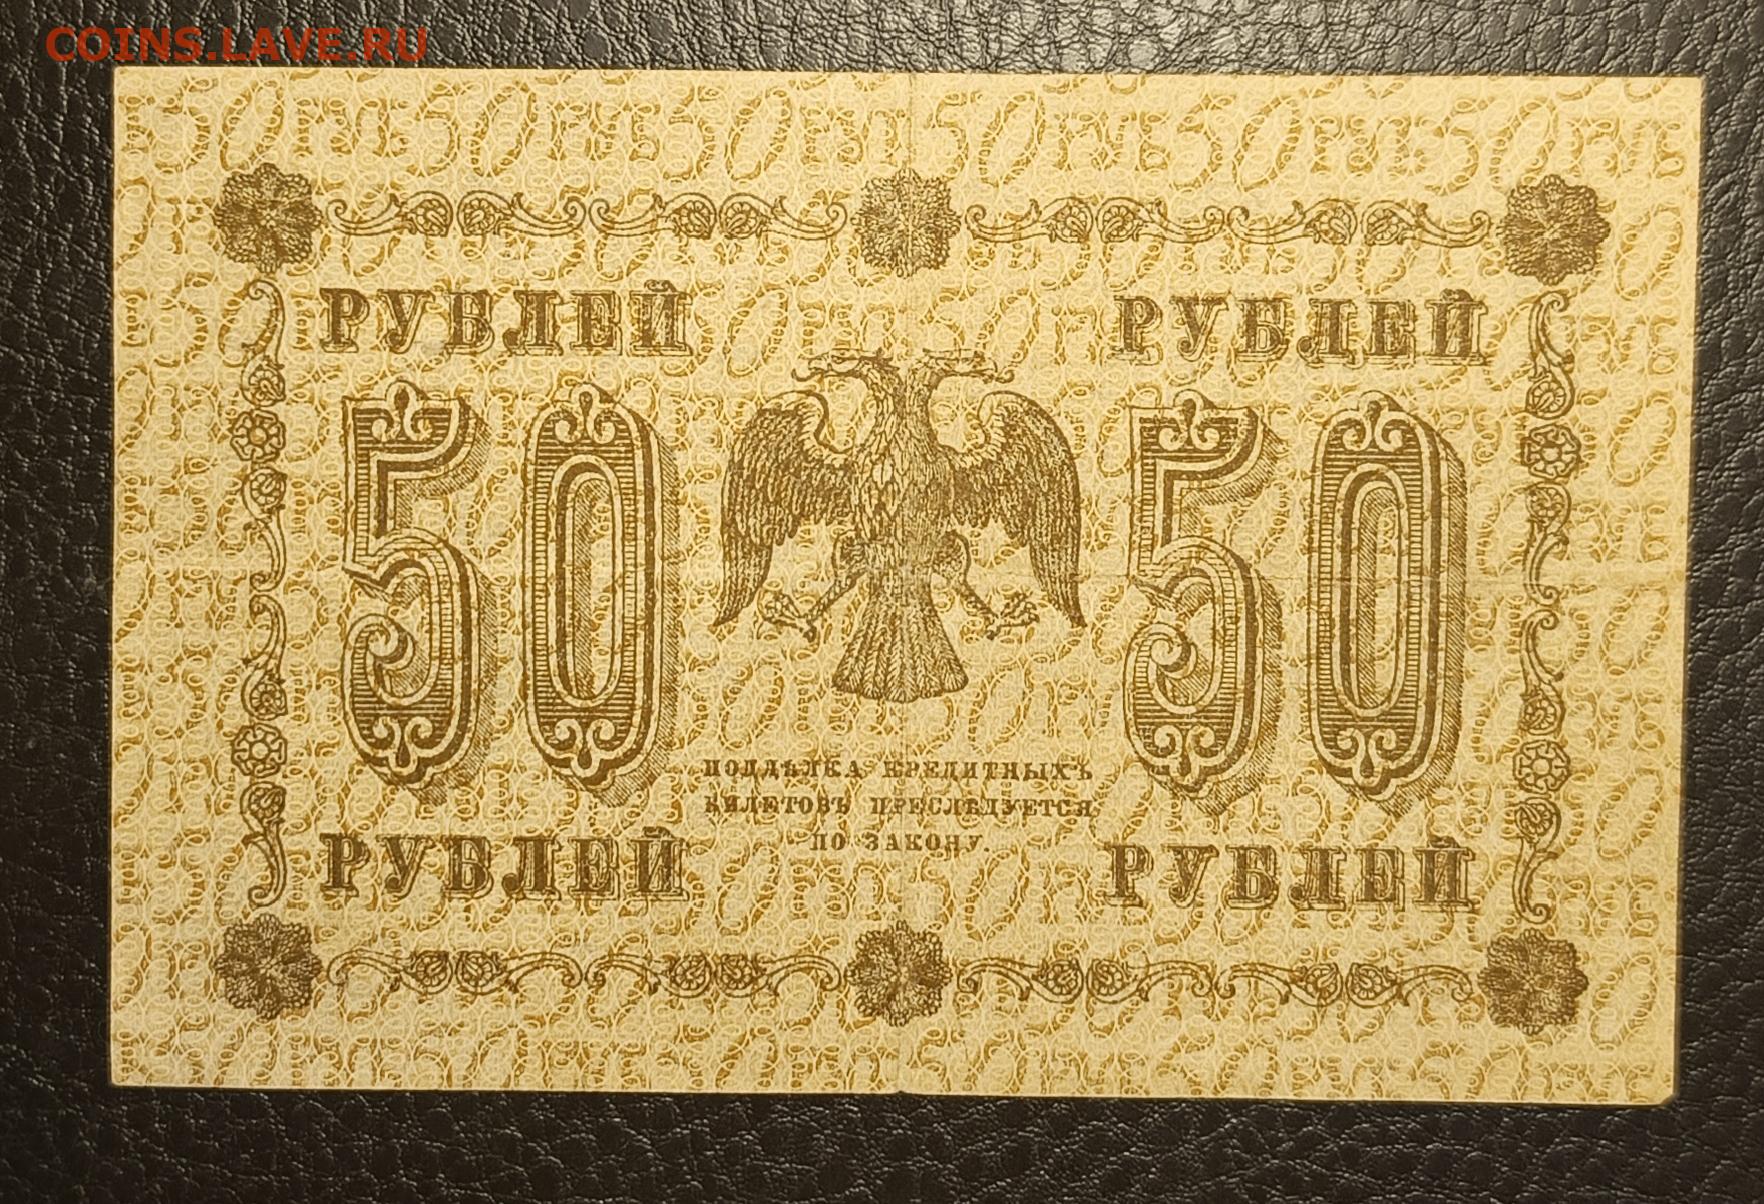 COINS.LAVE.RU
РУБЛЕЙ РУБЛЕЙ
50 50
ПОДДѢЛКА КРЕДИТНЫХЪ
БИЛЕТОВЪ ПРЕСЛѢДУЕТСЯ
ПО ЗАКОНУ.
РУБЛЕЙ РУБЛЕЙ